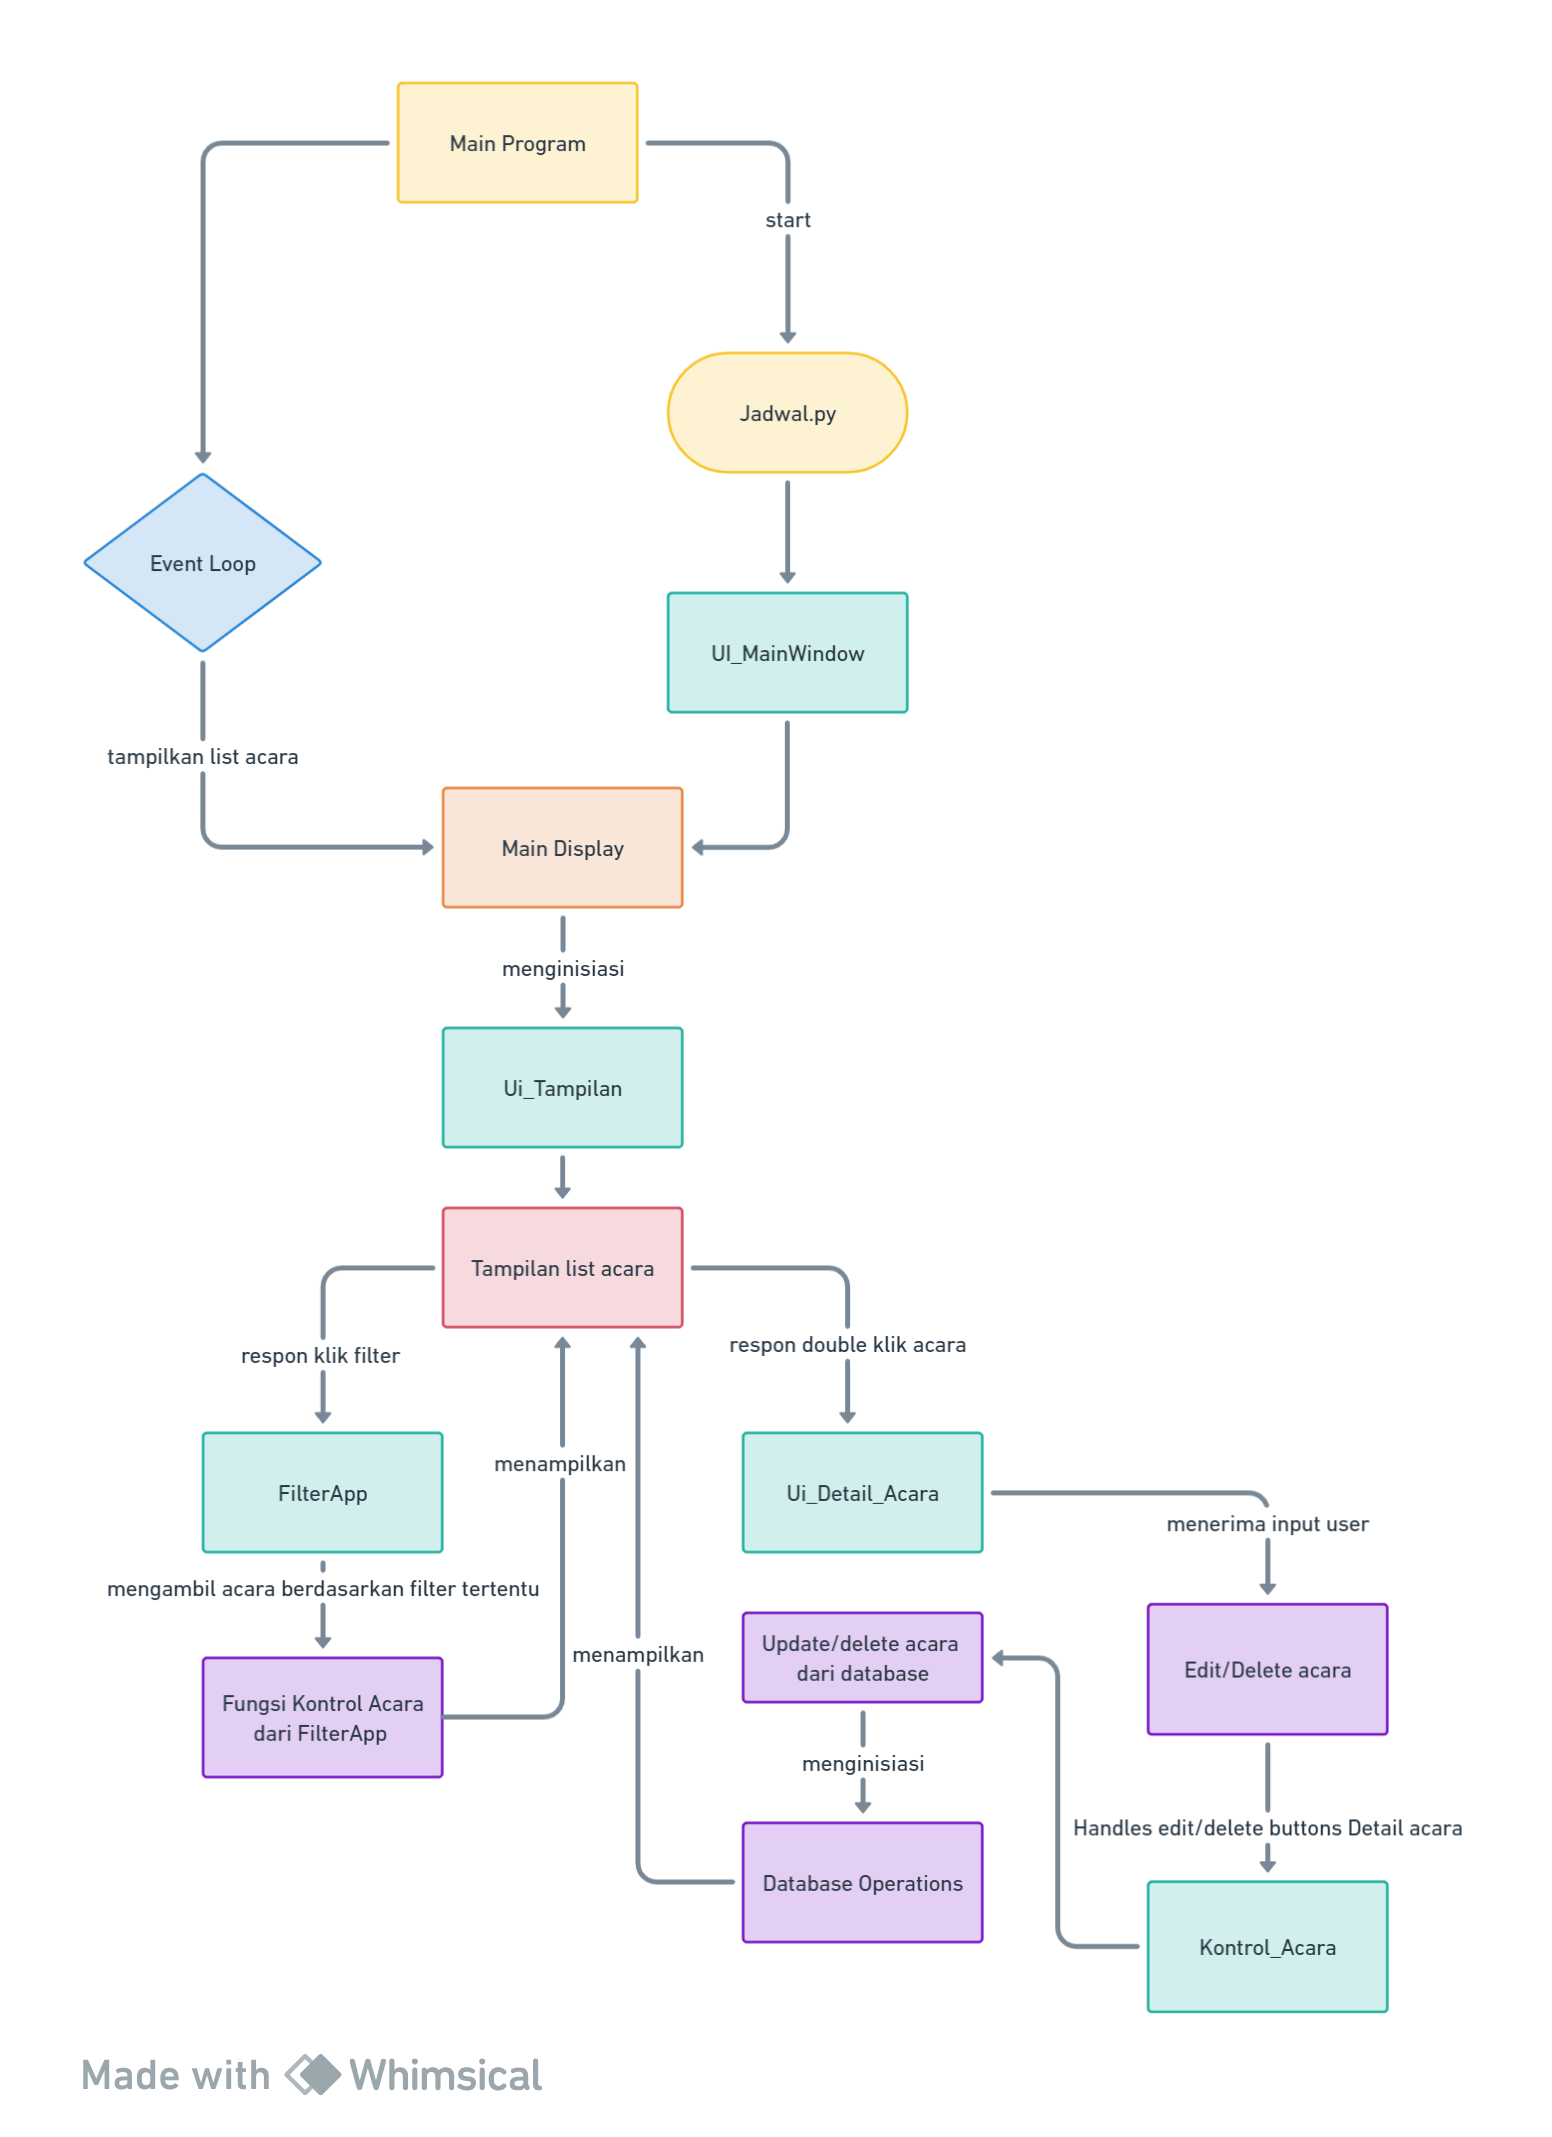 Main Program
start
Jadwal.py
Event Loop
UI_MainWindow
tampilkan list acara
Main Display
menginisiasi
Ui_Tampilan
Tampilan list acara
respon klik filter
respon double klik acara
menampilkan
FilterApp
Ui_Detail_Acara
menerima input user
mengambil acara berdasarkan filter tertentu
menampilkan
Update/delete acara
dari database
Edit/Delete acara
Fungsi Kontrol Acara
dari FilterApp
menginisiasi
Handles edit/delete buttons Detail acara
Database Operations
Kontrol_Acara
Made with Whimsical